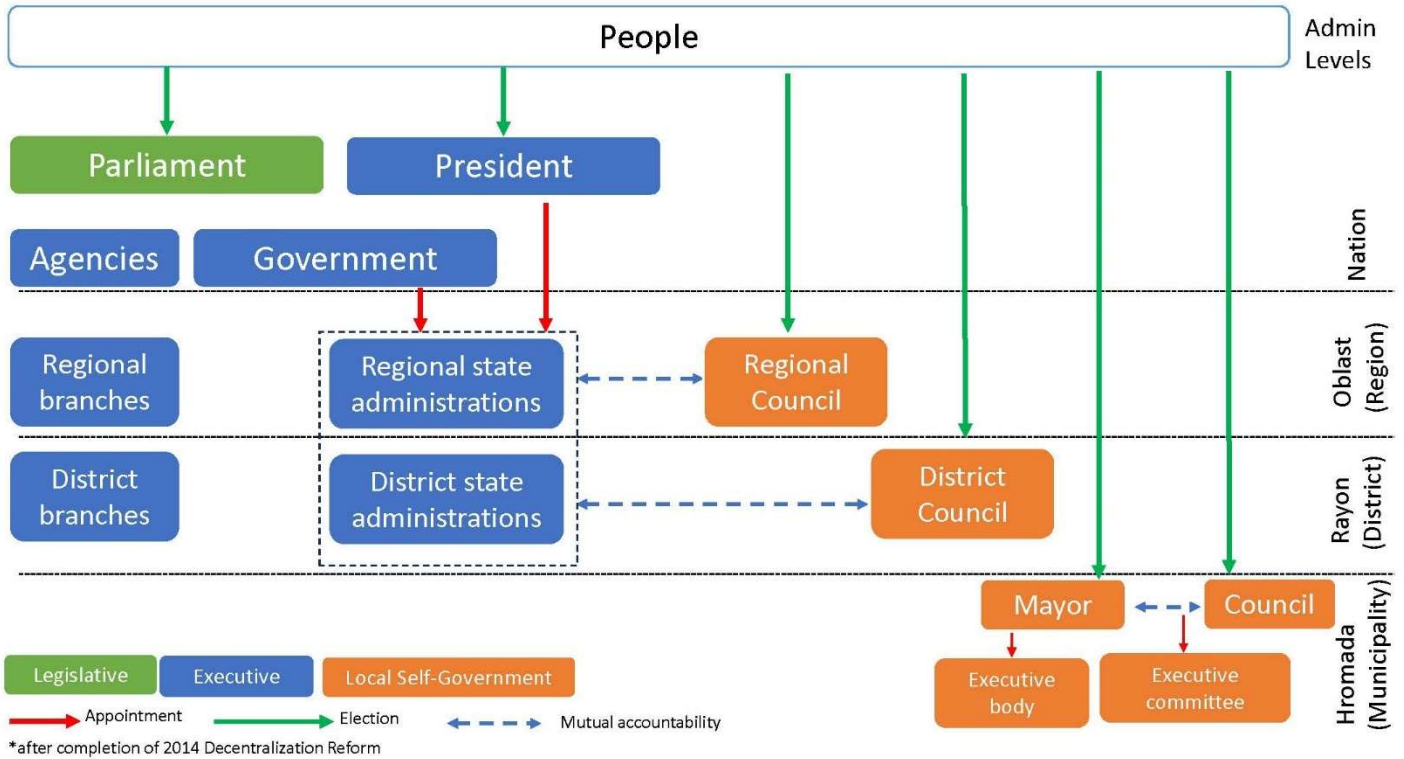 People
Admin
Levels
Parliament
President
Agencies
Government
Nation
Regional
branches
Regional state
administrations
Regional
Council
Oblast
(Region)
District
branches
District state
administrations
District
Council
Rayon
(District)
Mayor
Council
Executive
body
Executive
committee
Hromada
(Municipality)
Legislative
Executive
Local Self-Government
Appointment
Election
Mutual accountability
*after completion of 2014 Decentralization Reform